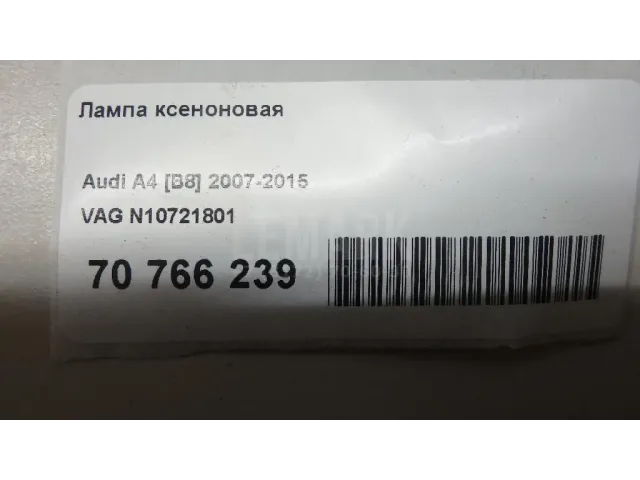 Лампа ксеноновая
Audi A4 [B8] 2007-2015
VAG N10721801
70 766 239